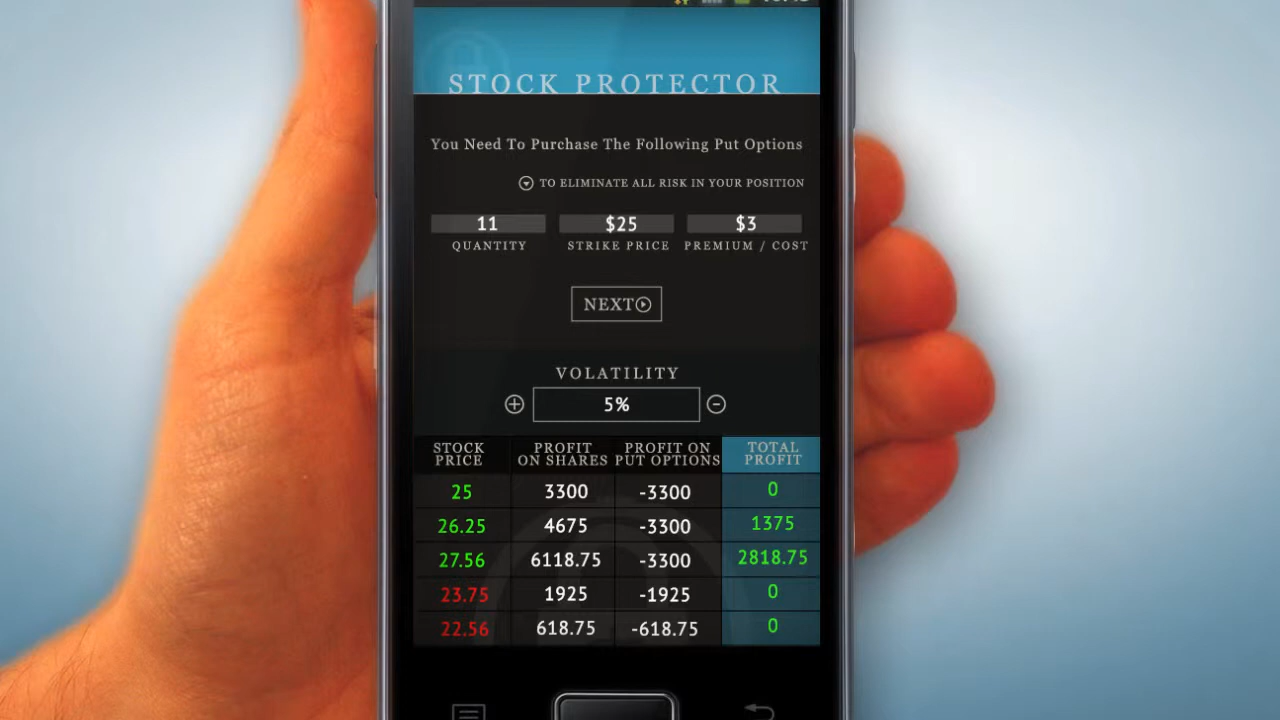 STOCK PROTECTOR
You Need To Purchase The Following Put Options
TO ELIMINATE ALL RISK IN YOUR POSITION
11 $25 $3
QUANTITY STRIKE PRICE PREMIUM / COST
NEXT
VOLATILITY
5%
STOCK PRICE PROFIT ON SHARES PROFIT ON PUT OPTIONS TOTAL PROFIT
25 3300 -3300 0
26.25 4675 -3300 1375
27.56 6118.75 -3300 2818.75
23.75 1925 -1925 0
22.56 618.75 -618.75 0